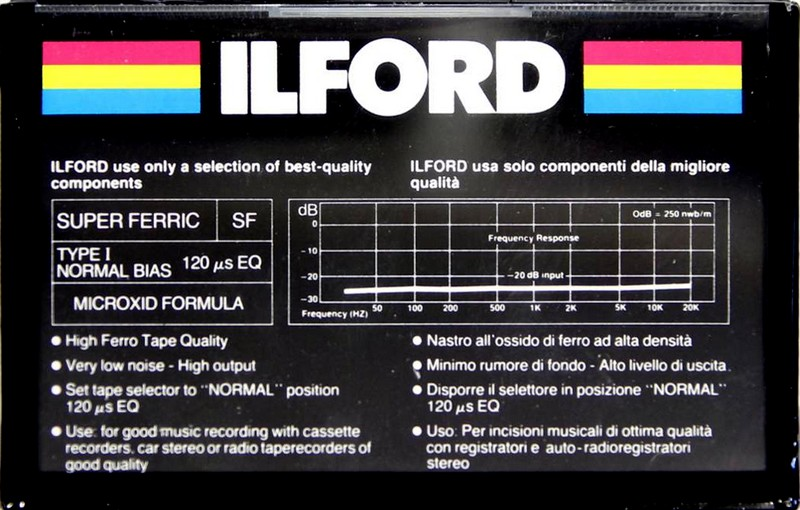 ILFORD
ILFORD use only a selection of best-quality
components
ILFORD usa solo componenti della migliore
qualità
SUPER FERRIC SF
TYPE I
NORMAL BIAS 120 µs EQ
MICROXID FORMULA
dB
0dB = 250 nwb/m
0
Frequency Response
-10
-20
-20 dB input
-30
Frequency (HZ) 50 100 200 500 1K 2K 5K 10K 20K
● High Ferro Tape Quality
● Very low noise - High output
● Set tape selector to "NORMAL" position
120 µs EQ
● Use: for good music recording with cassette
recorders. car stereo or radio taperecorders of
good quality
● Nastro all'ossido di ferro ad alta densità
● Minimo rumore di fondo - Alto livello di uscita.
● Disporre il selettore in posizione "NORMAL"
120 µs EQ
● Uso: Per incisioni musicali di ottima qualità
con registratori e auto-radioregistratori
stereo